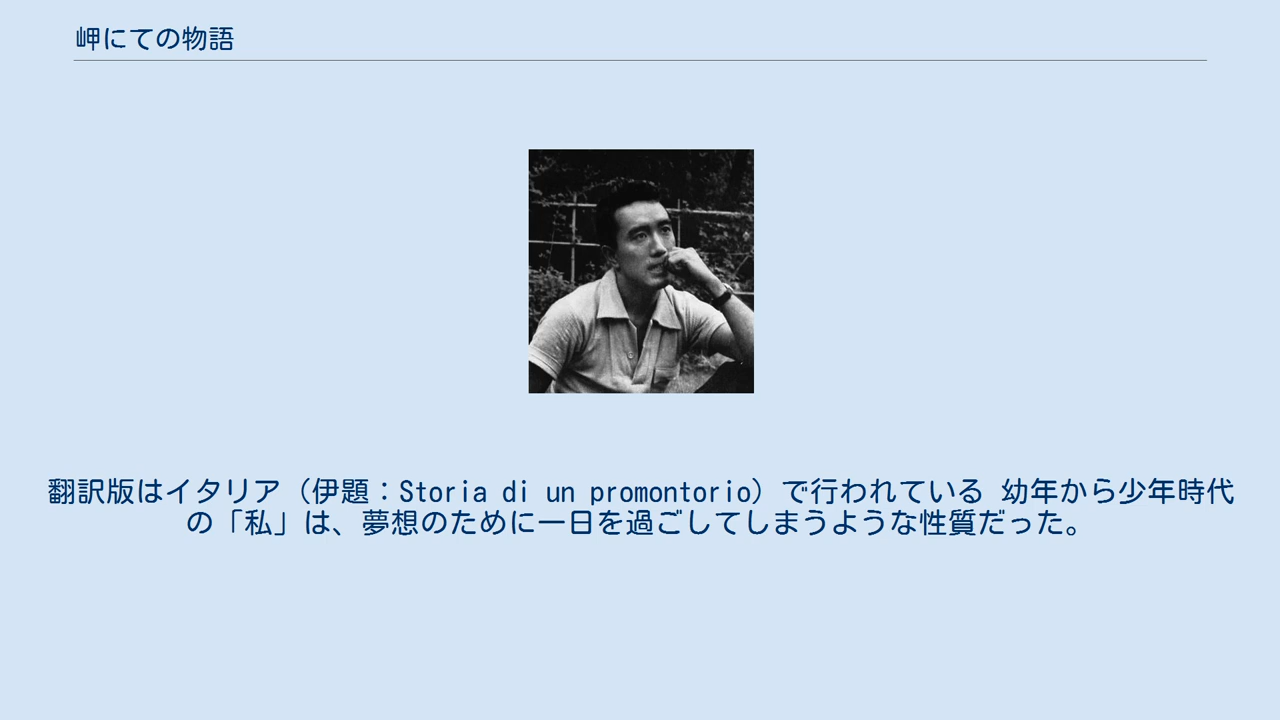 岬にての物語
翻訳版はイタリア（伊題：Storia di un promontorio）で行われている 幼年から少年時代
の「私」は、夢想のために一日を過ごしてしまうような性質だった。